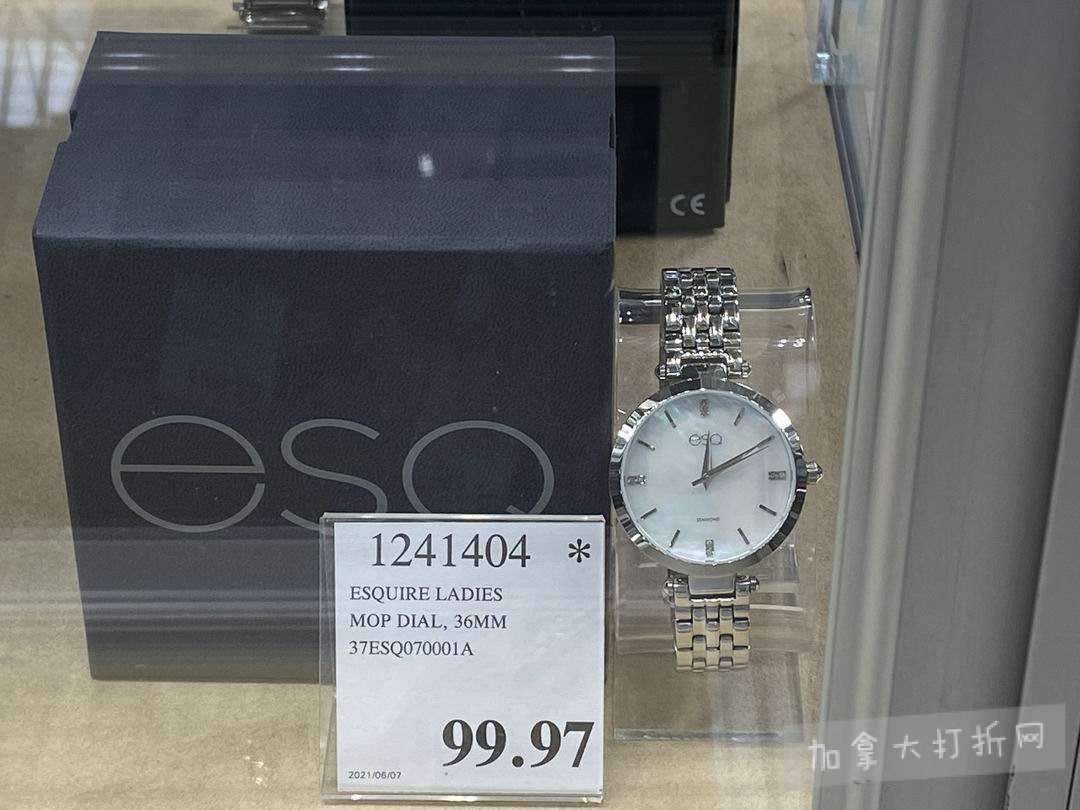 CE
esq
esq
DIAMOND
1241404 *
ESQUIRE LADIES
MOP DIAL, 36MM
37ESQ070001A
99.97
2021/06/07
加拿大打折网